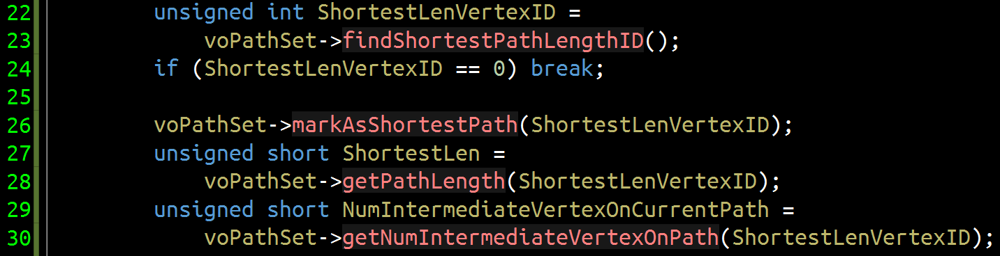 22 unsigned int ShortestLenVertexID =
23 voPathSet->findShortestPathLengthID();
24 if (ShortestLenVertexID == 0) break;
25
26 voPathSet->markAsShortestPath(ShortestLenVertexID);
27 unsigned short ShortestLen =
28 voPathSet->getPathLength(ShortestLenVertexID);
29 unsigned short NumIntermediateVertexOnCurrentPath =
30 voPathSet->getNumIntermediateVertexOnPath(ShortestLenVertexID);